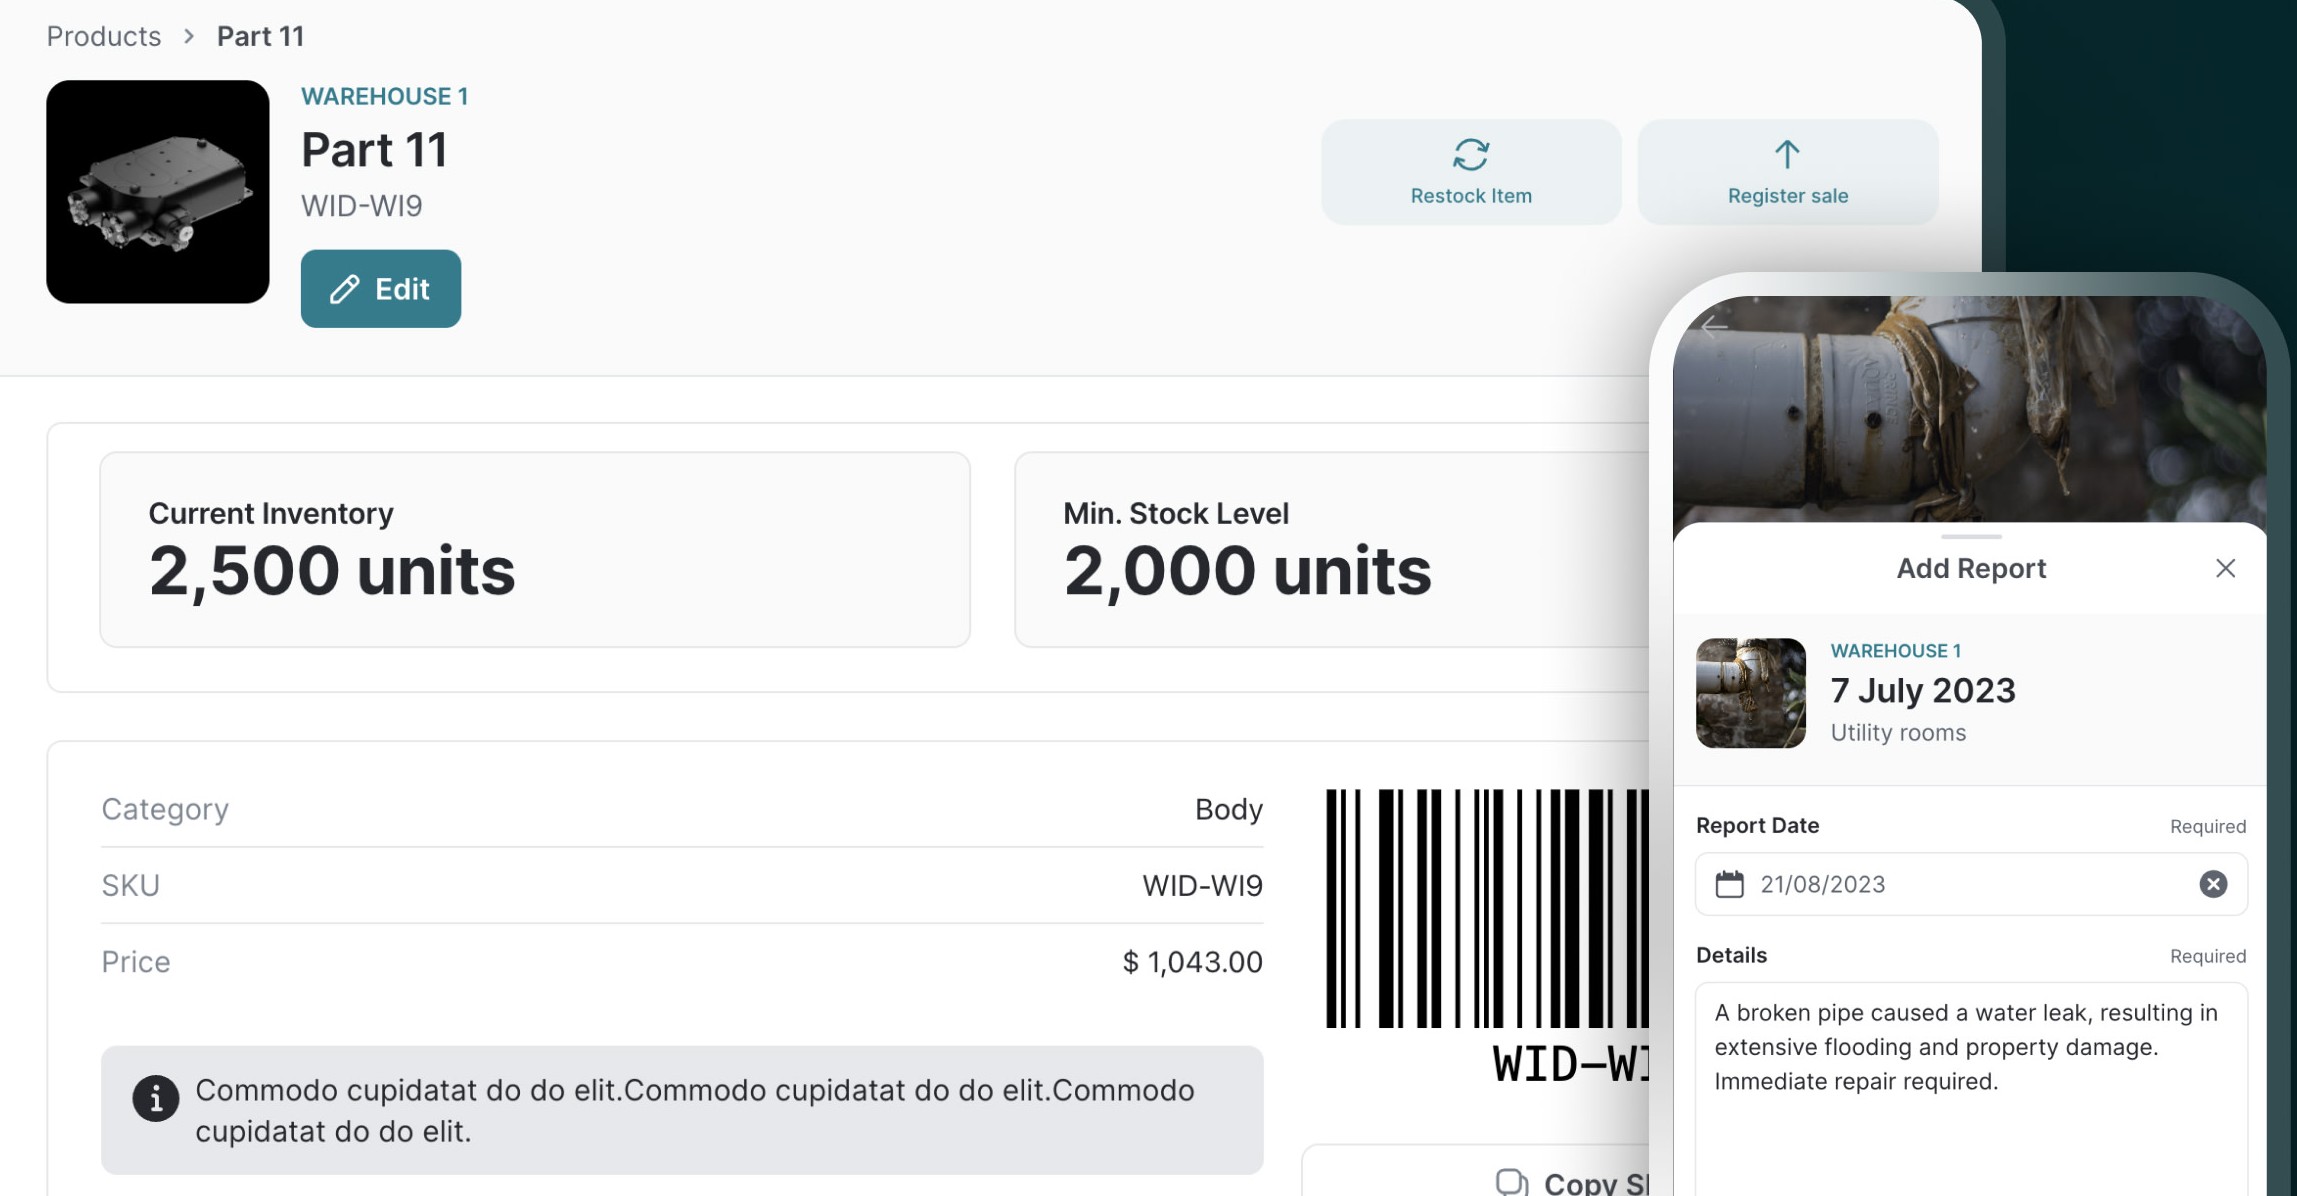 Products > Part 11
WAREHOUSE 1
Part 11
WID-WI9
Edit
Restock Item
Register sale
Current Inventory
2,500 units
Min. Stock Level
2,000 units
Category
Body
SKU
WID-WI9
Price
$ 1,043.00
Commodo cupidatat do do elit.Commodo cupidatat do do elit.Commodo
cupidatat do do elit.
WID-WI
Copy
Add Report
WAREHOUSE 1
7 July 2023
Utility rooms
Report Date
Required
21/08/2023
Details
Required
A broken pipe caused a water leak, resulting in
extensive flooding and property damage.
Immediate repair required.